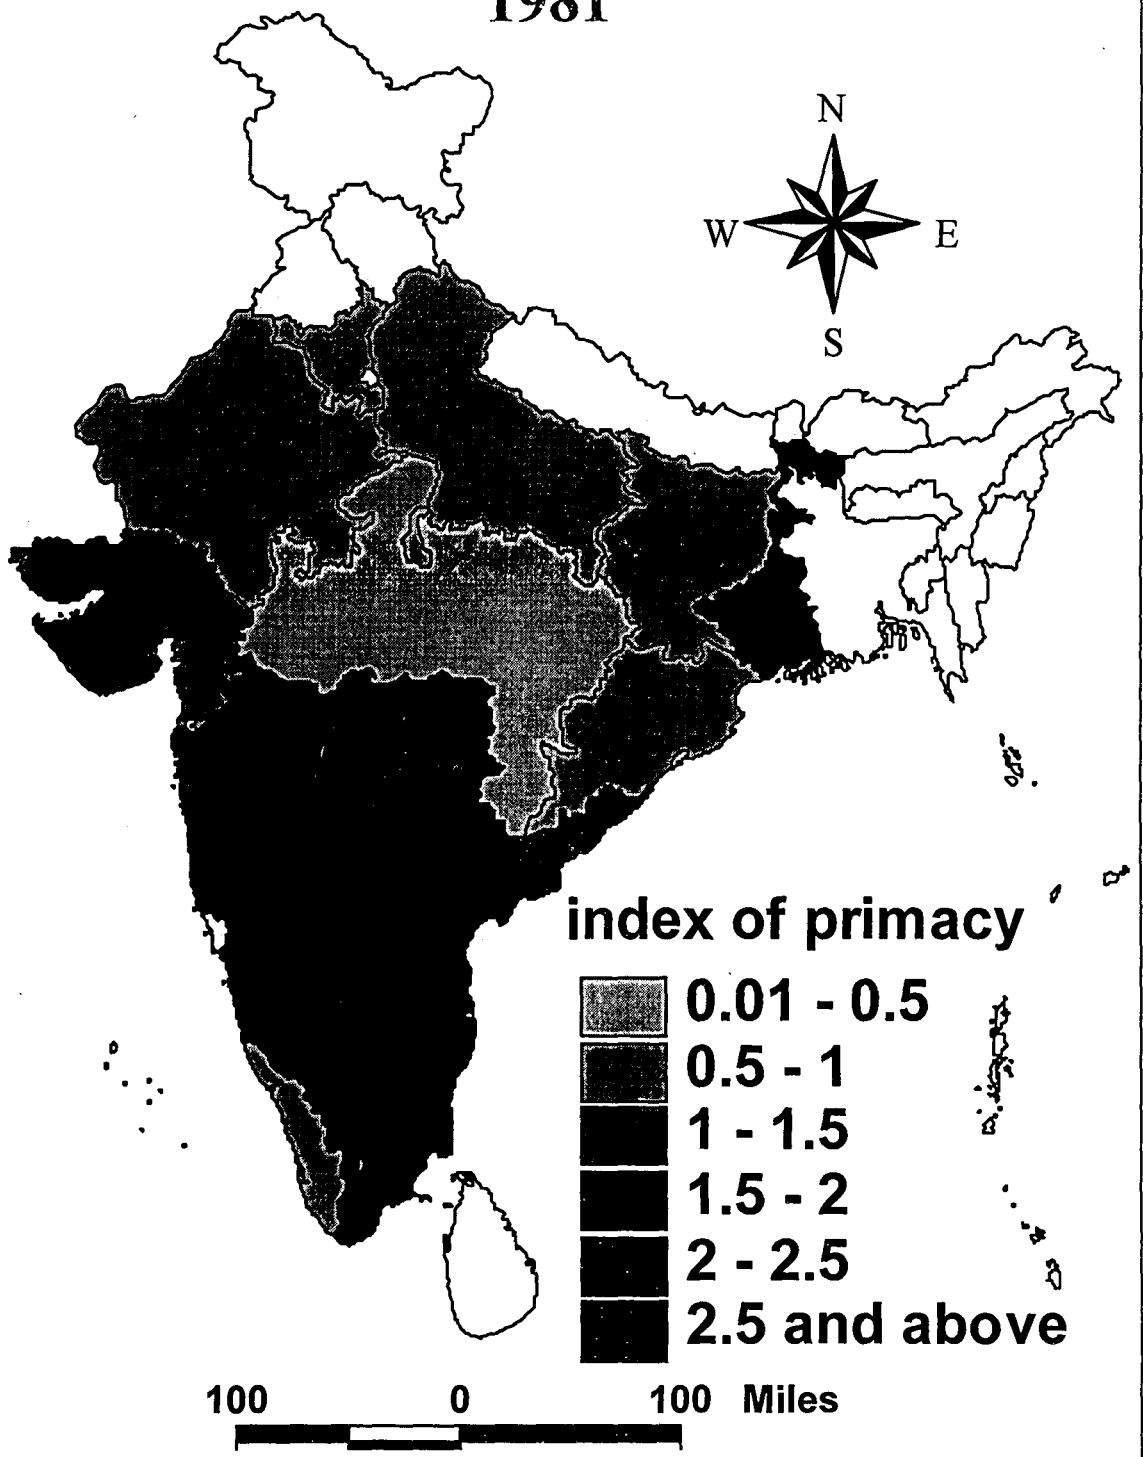 1981
N
W E
S
index of primacy
0.01 - 0.5
0.5 - 1
1 - 1.5
1.5 - 2
2 - 2.5
2.5 and above
100 0 100 Miles